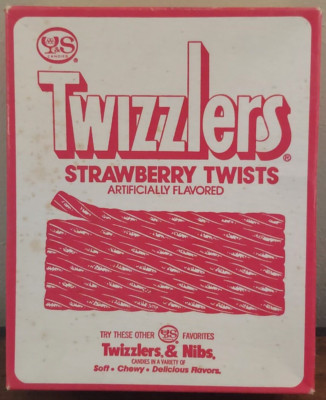 Y&S
CANDIES
®
Twizzlers®
STRAWBERRY TWISTS
ARTIFICIALLY FLAVORED
TRY THESE OTHER Y&S FAVORITES
Twizzlers® & Nibs®
CANDIES IN A VARIETY OF
Soft • Chewy • Delicious Flavors.